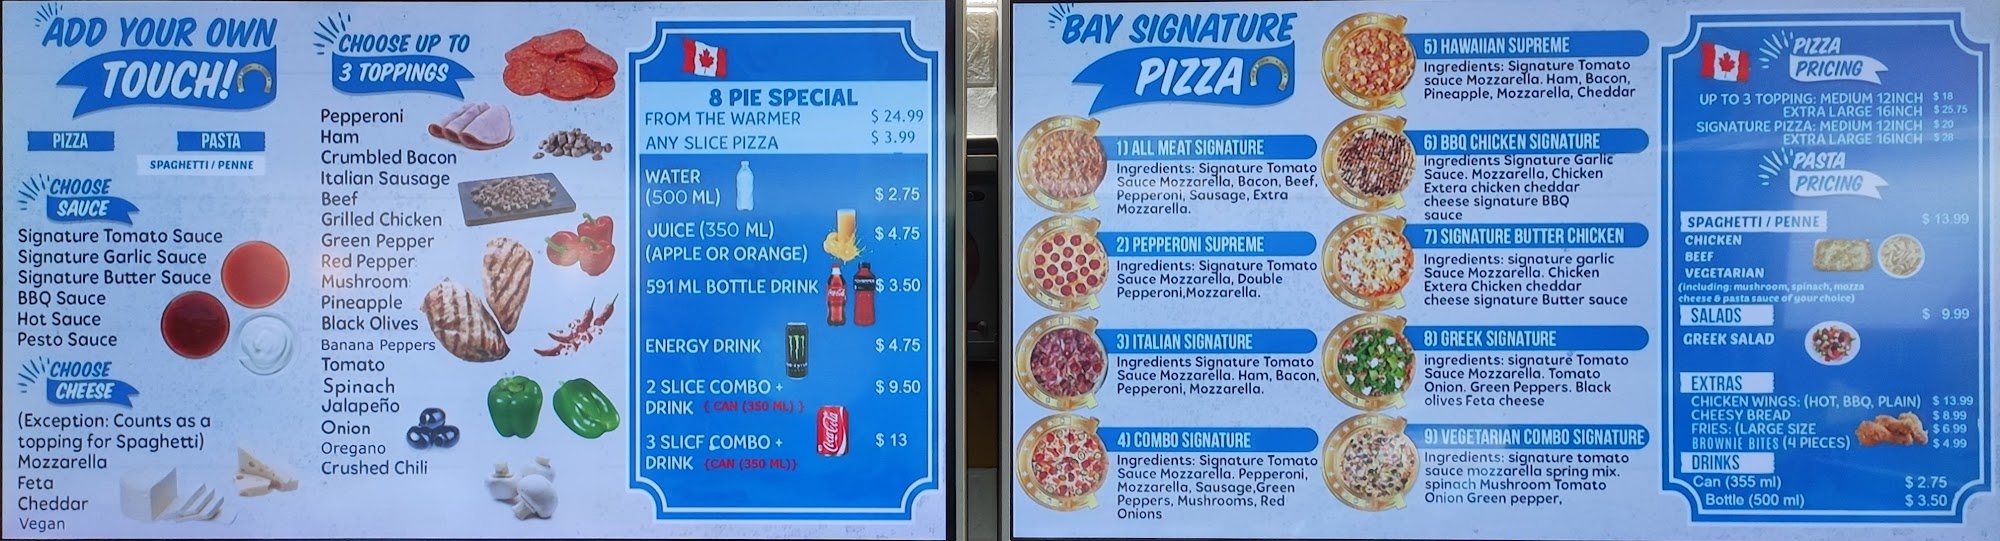 ADD YOUR OWN
TOUCH!
PIZZA
PASTA
SPAGHETTI / PENNE
CHOOSE
SAUCE
Signature Tomato Sauce
Signature Garlic Sauce
Signature Butter Sauce
BBQ Sauce
Hot Sauce
Pesto Sauce
CHOOSE
CHEESE
(Exception: Counts as a
topping for Spaghetti)
Mozzarella
Feta
Cheddar
Vegan
CHOOSE UP TO
3 TOPPINGS
Pepperoni
Ham
Crumbled Bacon
Italian Sausage
Beef
Grilled Chicken
Green Pepper
Red Pepper
Mushroom
Pineapple
Black Olives
Banana Peppers
Tomato
Spinach
Jalapeño
Onion
Oregano
Crushed Chili
8 PIE SPECIAL
FROM THE WARMER $ 24.99
ANY SLICE PIZZA $ 3.99
WATER
(500 ML) $ 2.75
JUICE (350 ML) $ 4.75
(APPLE OR ORANGE)
591 ML BOTTLE DRINK $ 3.50
ENERGY DRINK $ 4.75
2 SLICE COMBO + $ 9.50
DRINK ( CAN (350 ML) )
3 SLICE COMBO + $ 13
DRINK (CAN (350 ML))
Coca-Cola
BAY SIGNATURE
PIZZA
1) ALL MEAT SIGNATURE
Ingredients: Signature Tomato
Sauce Mozzarella, Bacon, Beef,
Pepperoni, Sausage, Extra
Mozzarella.
2) PEPPERONI SUPREME
Ingredients: Signature Tomato
Sauce Mozzarella, Double
Pepperoni,Mozzarella.
3) ITALIAN SIGNATURE
Ingredients Signature Tomato
Sauce Mozzarella. Ham, Bacon,
Pepperoni, Mozzarella.
4) COMBO SIGNATURE
Ingredients: Signature Tomato
Sauce Mozzarella. Pepperoni,
Mozzarella, Sausage,Green
Peppers, Mushrooms, Red
Onions
5) HAWAIIAN SUPREME
Ingredients: Signature Tomato
sauce Mozzarella. Ham, Bacon,
Pineapple, Mozzarella, Cheddar
6) BBQ CHICKEN SIGNATURE
Ingredients Signature Garlic
Sauce. Mozzarella, Chicken
Extera chicken cheddar
cheese signature BBQ
sauce
7) SIGNATURE BUTTER CHICKEN
Ingredients: signature garlic
Sauce Mozzarella. Chicken
Extera Chicken cheddar
cheese signature Butter sauce
8) GREEK SIGNATURE
ingredients: signature Tomato
Sauce Mozzarella. Tomato
Onion. Green Peppers. Black
olives Feta cheese
9) VEGETARIAN COMBO SIGNATURE
Ingredients: signature tomato
sauce mozzarella spring mix.
spinach Mushroom Tomato
Onion Green pepper,
PIZZA
PRICING
UP TO 3 TOPPING: MEDIUM 12INCH $ 18
EXTRA LARGE 16INCH $ 25.75
SIGNATURE PIZZA: MEDIUM 12INCH $ 20
EXTRA LARGE 16INCH $ 28
PASTA
PRICING
SPAGHETTI / PENNE $ 13.99
CHICKEN
BEEF
VEGETARIAN
(including: mushroom, spinach, mozza
cheese & pasta sauce of your choice)
SALADS $ 9.99
GREEK SALAD
EXTRAS
CHICKEN WINGS: (HOT, BBQ, PLAIN) $ 13.99
CHEESY BREAD $ 8.99
FRIES: (LARGE SIZE $ 6.99
BROWNIE BITES (4 PIECES) $ 4.99
DRINKS
Can (355 ml) $ 2.75
Bottle (500 ml) $ 3.50